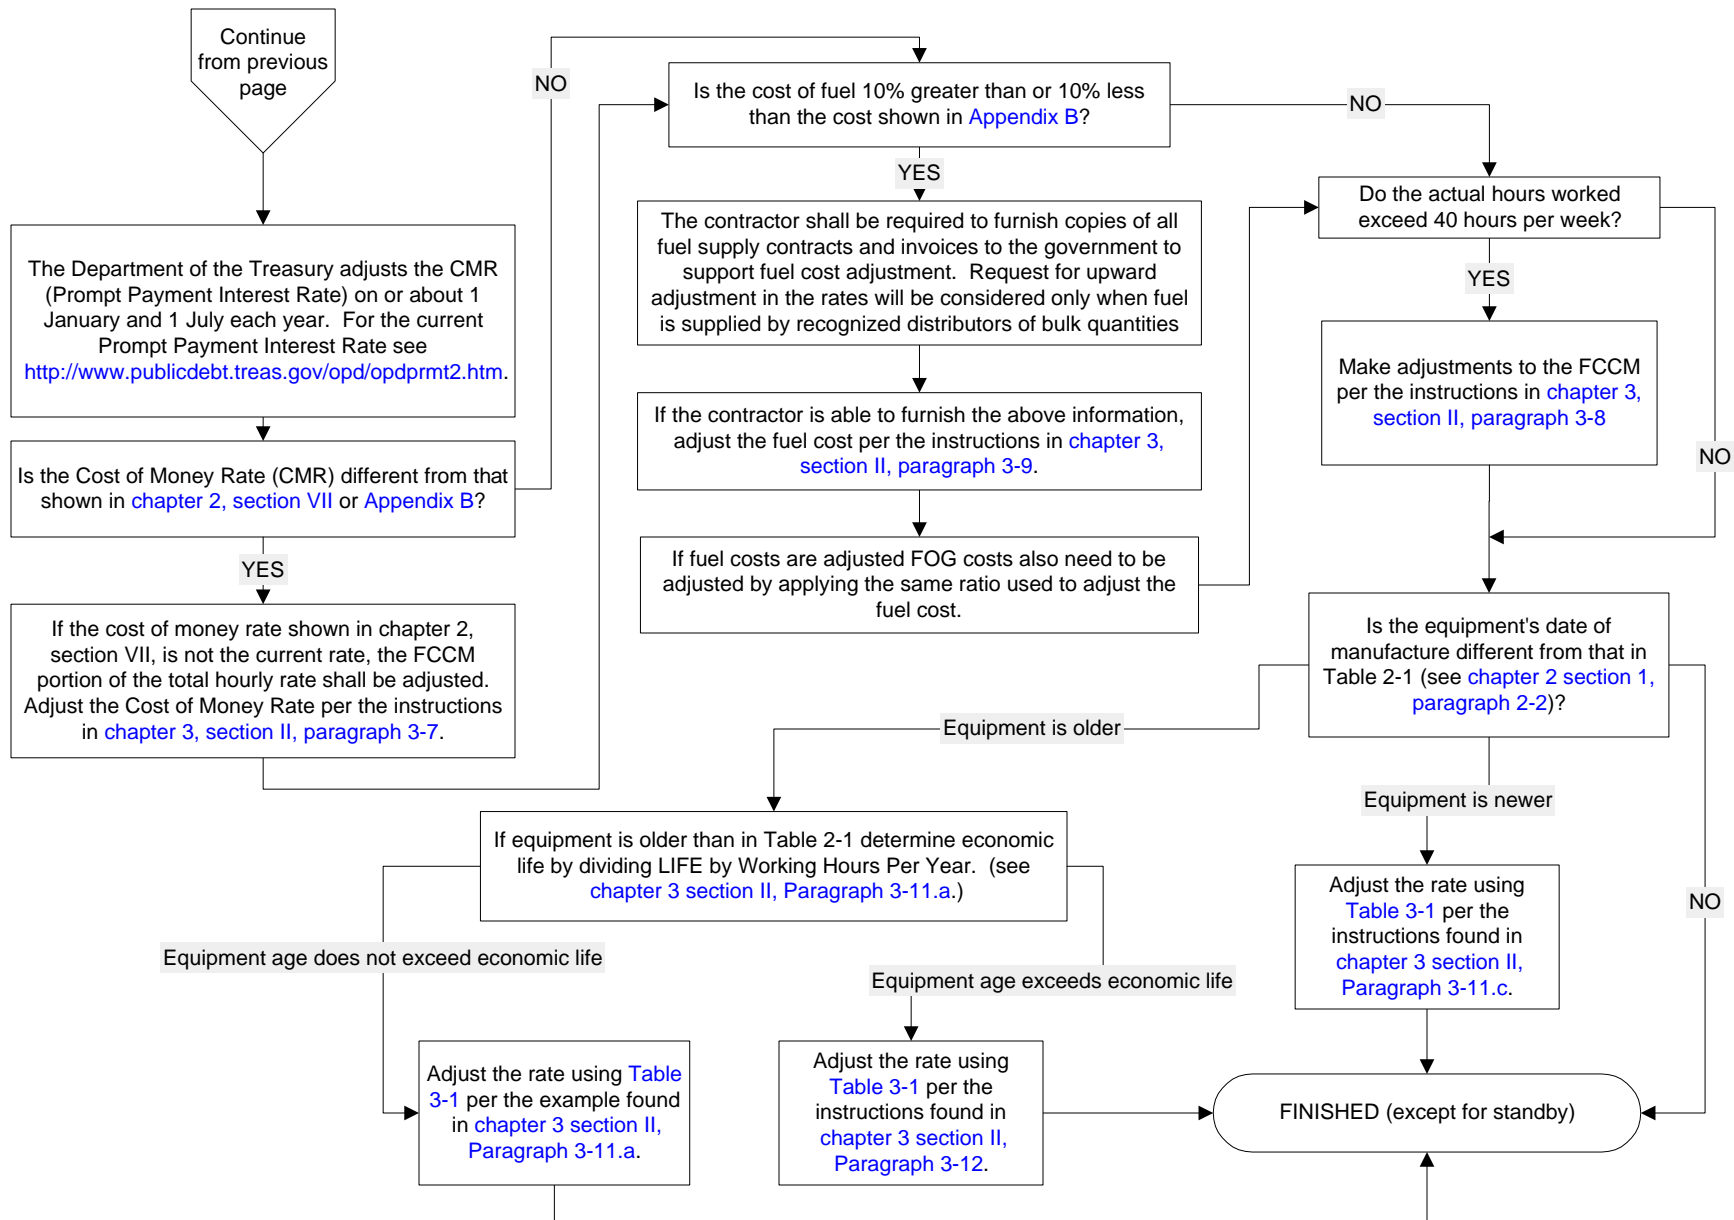 Continue
from previous
page
The Department of the Treasury adjusts the CMR
(Prompt Payment Interest Rate) on or about 1
January and 1 July each year.  For the current
Prompt Payment Interest Rate see
http://www.publicdebt.treas.gov/opd/opdprmt2.htm.
Is the Cost of Money Rate (CMR) different from that
shown in chapter 2, section VII or Appendix B?
NO
YES
If the cost of money rate shown in chapter 2,
section VII, is not the current rate, the FCCM
portion of the total hourly rate shall be adjusted.
Adjust the Cost of Money Rate per the instructions
in chapter 3, section II, paragraph 3-7.
Is the cost of fuel 10% greater than or 10% less
than the cost shown in Appendix B?
NO
YES
The contractor shall be required to furnish copies of all
fuel supply contracts and invoices to the government to
support fuel cost adjustment.  Request for upward
adjustment in the rates will be considered only when fuel
is supplied by recognized distributors of bulk quantities
If the contractor is able to furnish the above information,
adjust the fuel cost per the instructions in chapter 3,
section II, paragraph 3-9.
If fuel costs are adjusted FOG costs also need to be
adjusted by applying the same ratio used to adjust the
fuel cost.
Do the actual hours worked
exceed 40 hours per week?
YES
NO
Make adjustments to the FCCM
per the instructions in chapter 3,
section II, paragraph 3-8
Is the equipment's date of
manufacture different from that in
Table 2-1 (see chapter 2 section 1,
paragraph 2-2)?
Equipment is older
Equipment is newer
NO
If equipment is older than in Table 2-1 determine economic
life by dividing LIFE by Working Hours Per Year.  (see
chapter 3 section II, Paragraph 3-11.a.)
Equipment age does not exceed economic life
Equipment age exceeds economic life
Adjust the rate using Table
3-1 per the example found
in chapter 3 section II,
Paragraph 3-11.a.
Adjust the rate using
Table 3-1 per the
instructions found in
chapter 3 section II,
Paragraph 3-12.
Adjust the rate using
Table 3-1 per the
instructions found in
chapter 3 section II,
Paragraph 3-11.c.
FINISHED (except for standby)